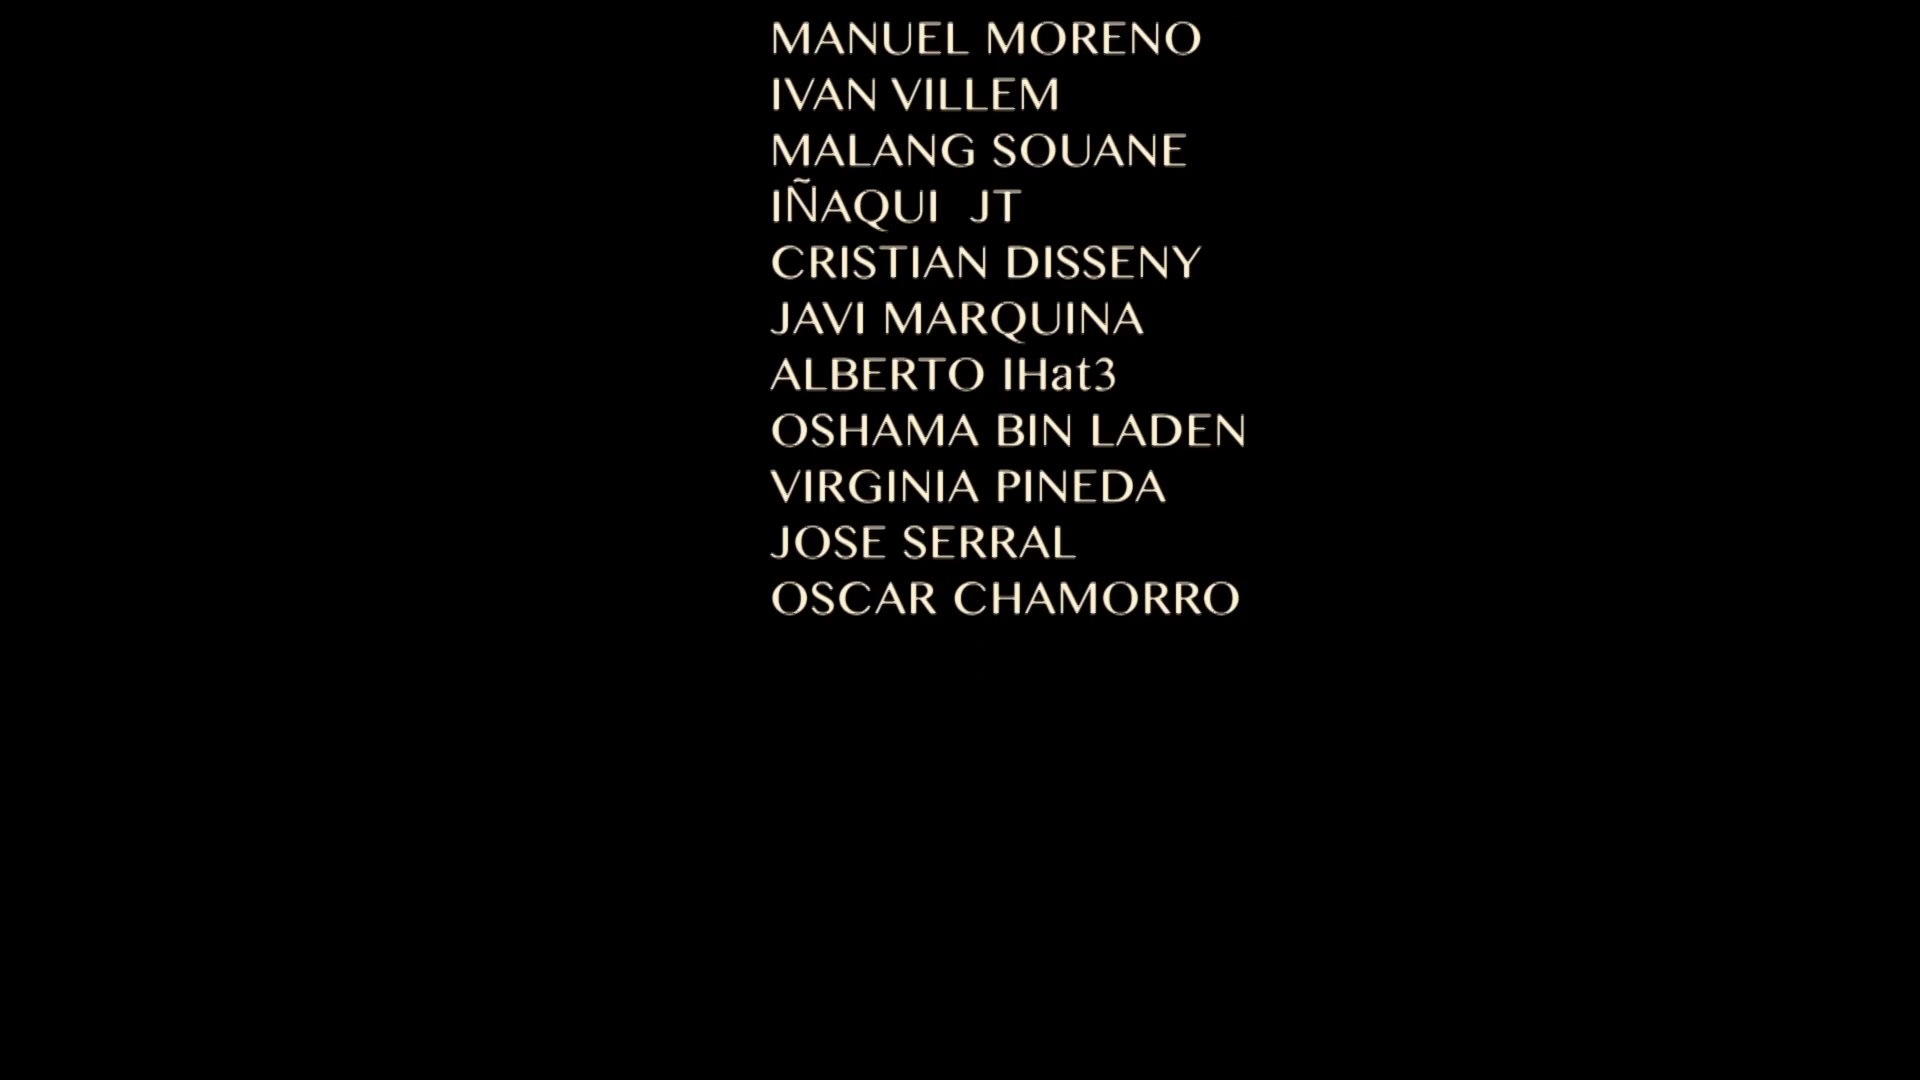 MANUEL MORENO
IVAN VILLEM
MALANG SOUANE
IÑAQUI  JT
CRISTIAN DISSENY
JAVI MARQUINA
ALBERTO IHat3
OSHAMA BIN LADEN
VIRGINIA PINEDA
JOSE SERRAL
OSCAR CHAMORRO